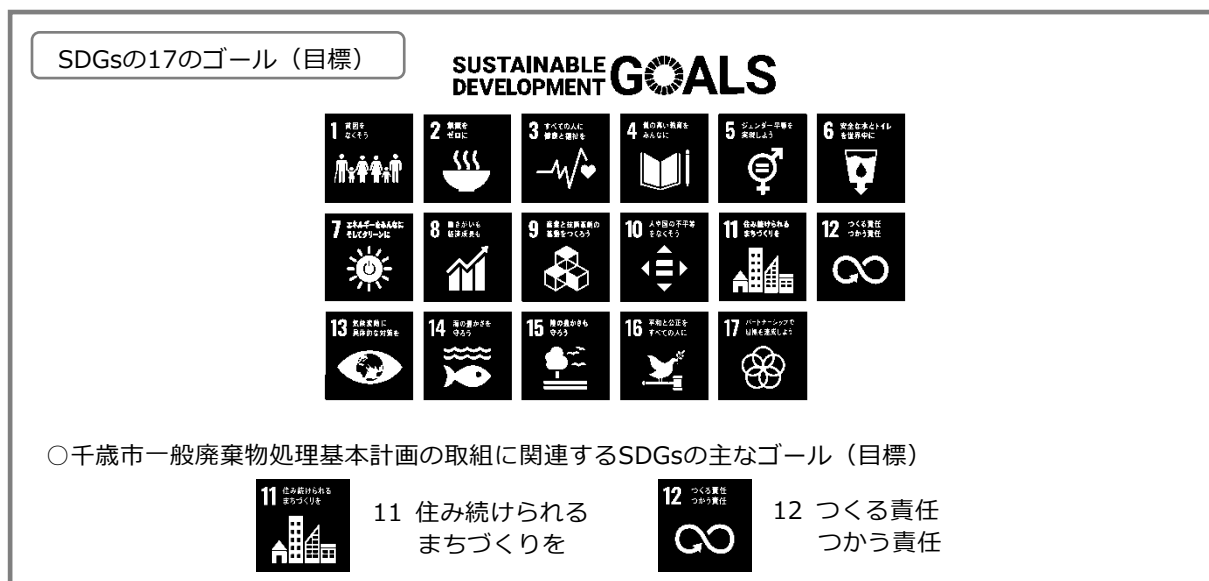 SDGsの17のゴール（目標）
SUSTAINABLE
DEVELOPMENT GOALS
1 貧困を
なくそう
2 飢餓を
ゼロに
3 すべての人に
健康と福祉を
4 質の高い教育を
みんなに
5 ジェンダー平等を
実現しよう
6 安全な水とトイレ
を世界中に
7 エネルギーをみんなに
そしてクリーンに
8 働きがいも
経済成長も
9 産業と技術革新の
基盤をつくろう
10 人や国の不平等
をなくそう
11 住み続けられる
まちづくりを
12 つくる責任
つかう責任
13 気候変動に
具体的な対策を
14 海の豊かさを
守ろう
15 陸の豊かさも
守ろう
16 平和と公正を
すべての人に
17 パートナーシップで
目標を達成しよう
○千歳市一般廃棄物処理基本計画の取組に関連するSDGsの主なゴール（目標）
11 住み続けられる
まちづくりを
11 住み続けられる
まちづくりを
12 つくる責任
つかう責任
12 つくる責任
つかう責任